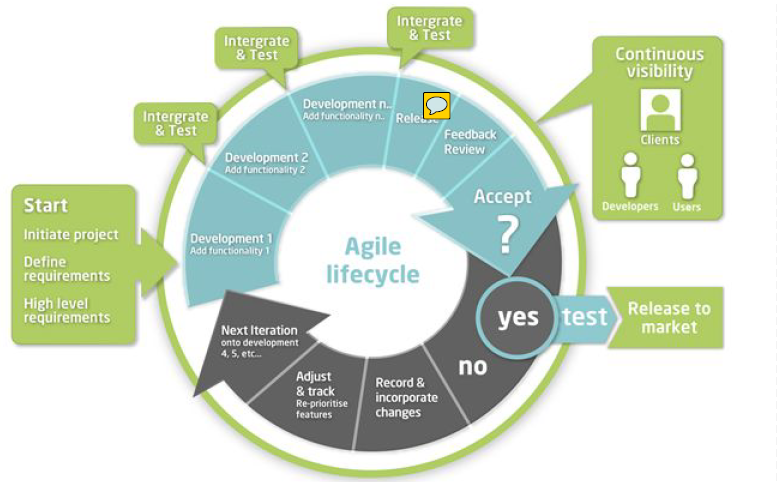 Intergrate
& Test
Intergrate
& Test
Intergrate
& Test
Continuous
visibility
Clients
Developers
Users
Start
Initiate project
Define
requirements
High level
requirements
Development 1
Add functionality 1
Development 2
Add functionality 2
Development n..
Add functionality n..
Release
Feedback
Review
Accept
?
Agile
lifecycle
yes
test
Release to
market
no
Record &
incorporate
changes
Adjust
& track
Re-prioritise
features
Next Iteration
onto development
4, 5, etc...